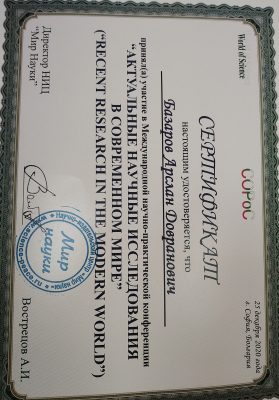 World of Science
COPoC
25 декабря 2020 года
г. София, Болгария
СЕРТИФИКАТ
настоящим удостоверяется, что
Базаров Арслан Довранович
принял(а) участие в Международной научно-практической конференции
“АКТУАЛЬНЫЕ НАУЧНЫЕ ИССЛЕДОВАНИЯ
В СОВРЕМЕННОМ МИРЕ”
(“RECENT RESEARCH IN THE MODERN WORLD”)
Директор НИЦ
“Мир Науки”
Мир
науки
Вострецов А.И.